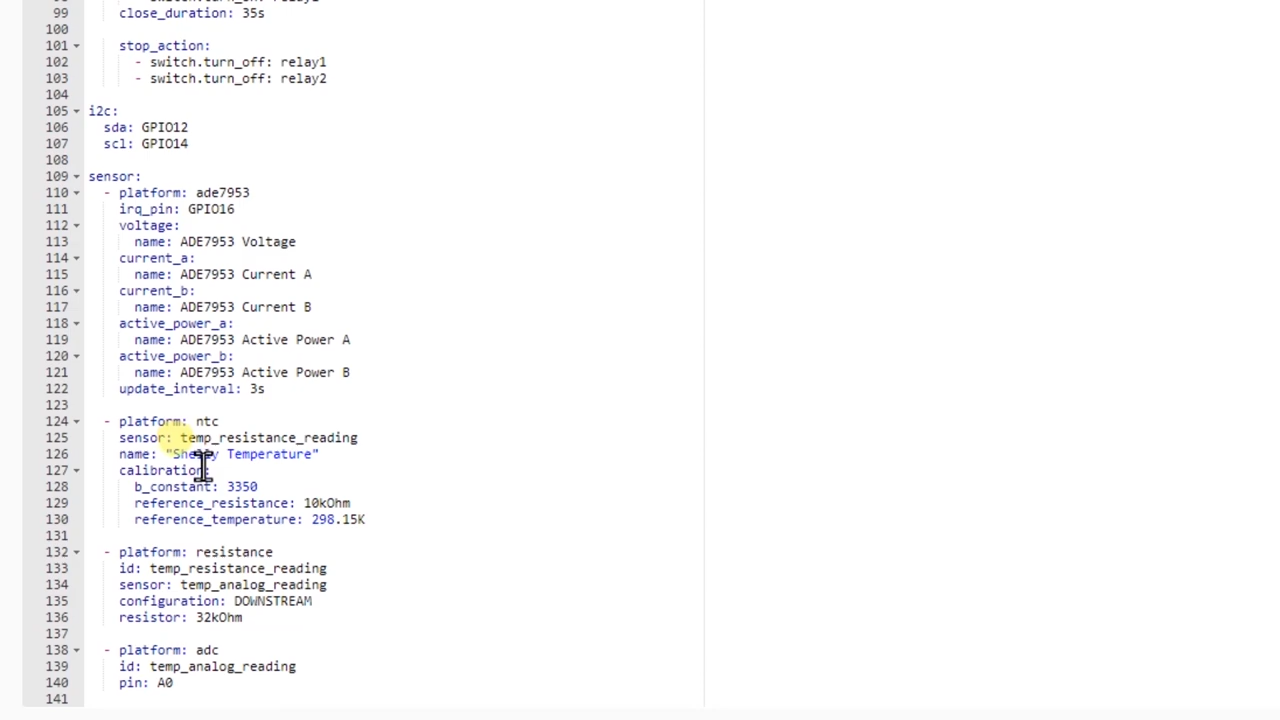 99 close_duration: 35s
100
101 stop_action:
102 - switch.turn_off: relay1
103 - switch.turn_off: relay2
104
105 i2c:
106 sda: GPIO12
107 scl: GPIO14
108
109 sensor:
110 - platform: ade7953
111 irq_pin: GPIO16
112 voltage:
113 name: ADE7953 Voltage
114 current_a:
115 name: ADE7953 Current A
116 current_b:
117 name: ADE7953 Current B
118 active_power_a:
119 name: ADE7953 Active Power A
120 active_power_b:
121 name: ADE7953 Active Power B
122 update_interval: 3s
123
124 - platform: ntc
125 sensor: temp_resistance_reading
126 name: "Shelly Temperature"
127 calibration:
128 b_constant: 3350
129 reference_resistance: 10kOhm
130 reference_temperature: 298.15K
131
132 - platform: resistance
133 id: temp_resistance_reading
134 sensor: temp_analog_reading
135 configuration: DOWNSTREAM
136 resistor: 32kOhm
137
138 - platform: adc
139 id: temp_analog_reading
140 pin: A0
141